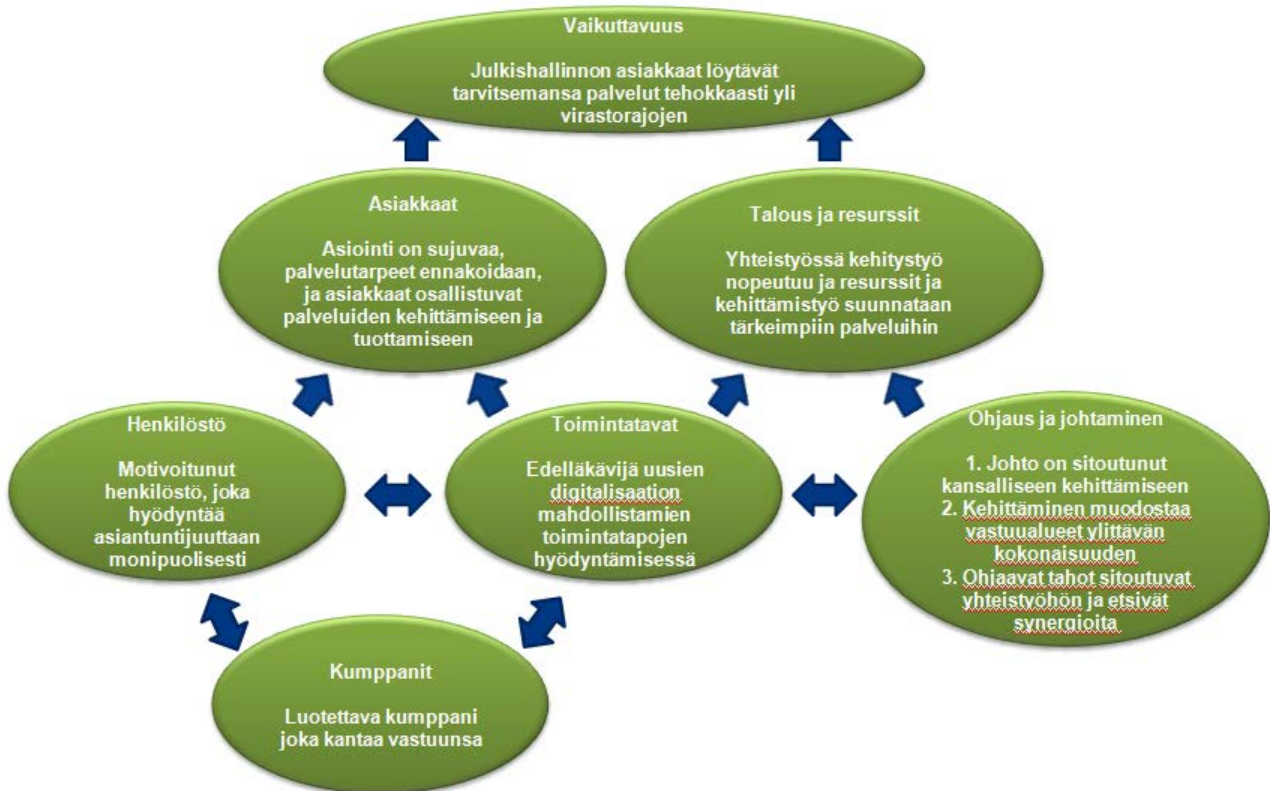 Vaikuttavuus
Julkishallinnon asiakkaat löytävät
tarvitsemansa palvelut tehokkaasti yli
virastorajojen
Asiakkaat
Asiointi on sujuvaa,
palvelutarpeet ennakoidaan,
ja asiakkaat osallistuvat
palveluiden kehittämiseen ja
tuottamiseen
Talous ja resurssit
Yhteistyössä kehitystyö
nopeutuu ja resurssit ja
kehittämistyö suunnataan
tärkeimpiin palveluihin
Henkilöstö
Motivoitunut
henkilöstö, joka
hyödyntää
asiantuntijuuttaan
monipuolisesti
Toimintatavat
Edelläkävijä uusien
digitalisaation
mahdollistamien
toimintatapojen
hyödyntämisessä
Ohjaus ja johtaminen
1. Johto on sitoutunut
kansalliseen kehittämiseen
2. Kehittäminen muodostaa
vastuualueet ylittävän
kokonaisuuden
3. Ohjaavat tahot sitoutuvat
yhteistyöhön ja etsivät
synergioita
Kumppanit
Luotettava kumppani
joka kantaa vastuunsa